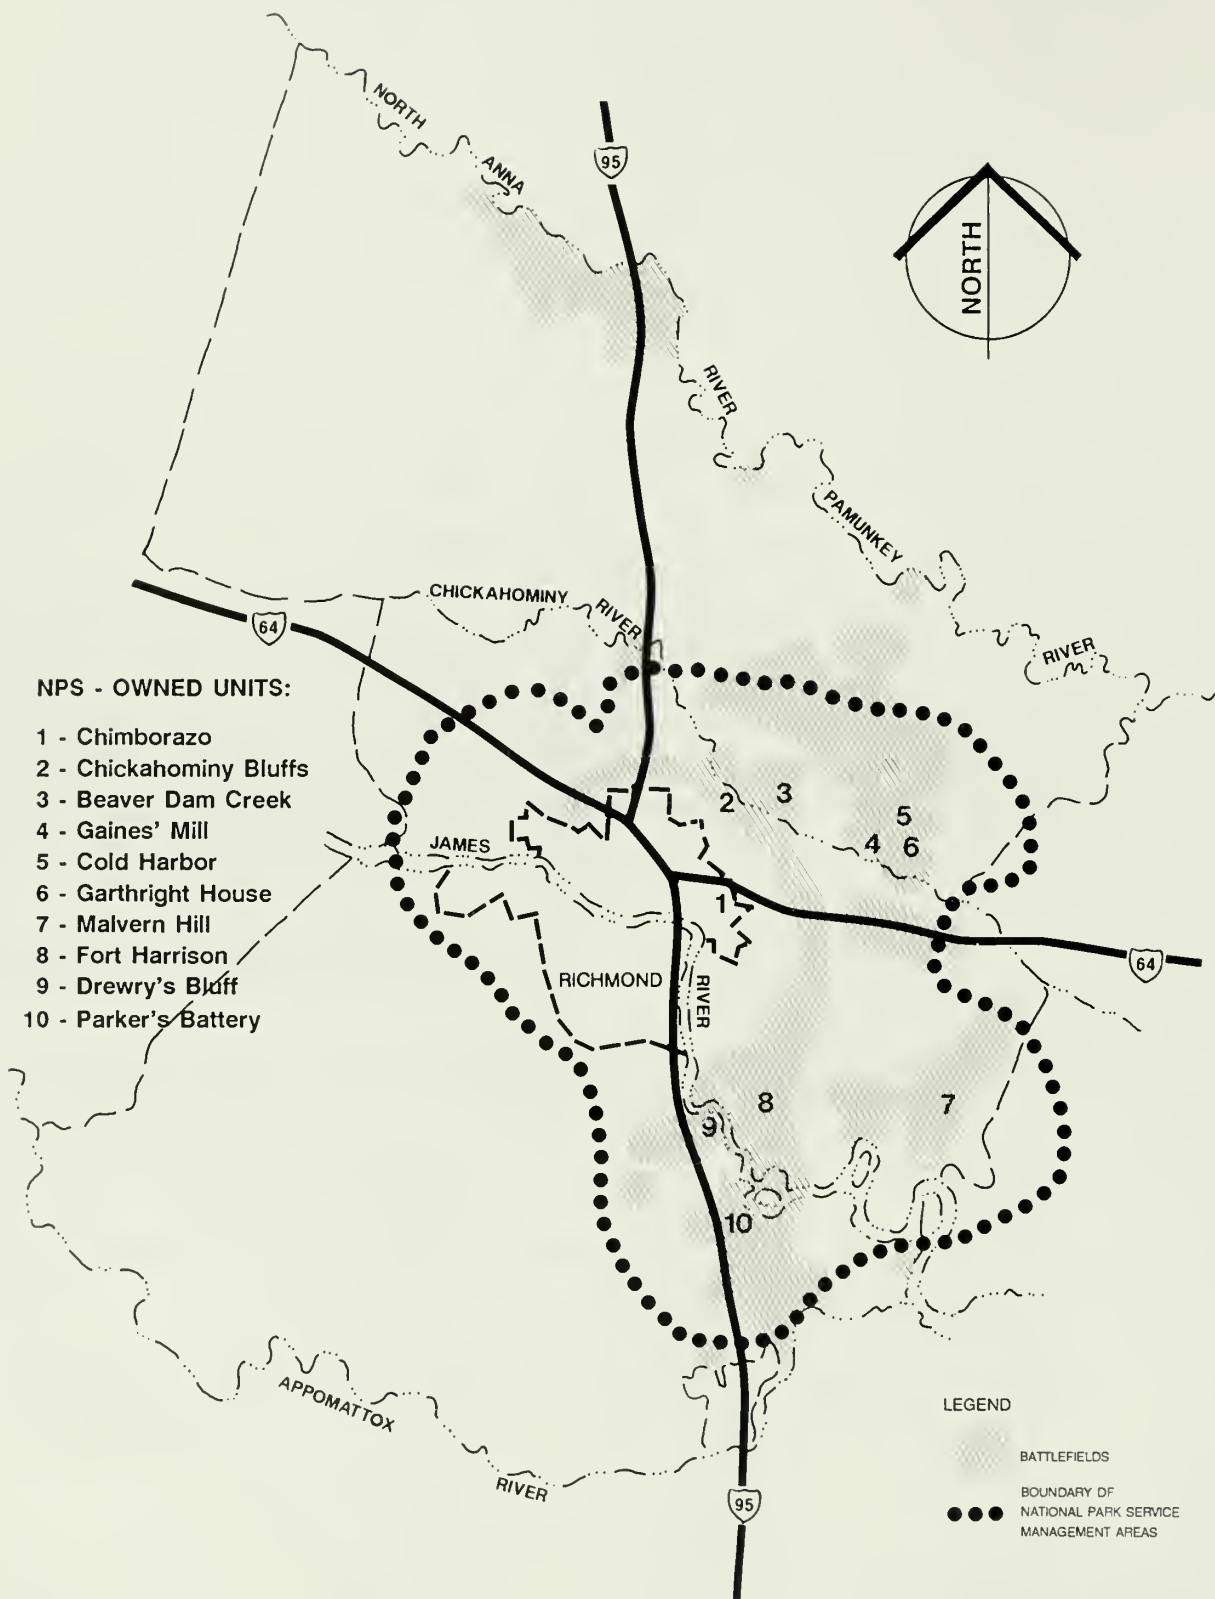 NORTH
ANNA
95
NORTH
RIVER
PAMUNKEY
RIVER
CHICKAHOMINY
RIVER
64
NPS - OWNED UNITS:
1 - Chimborazo
2 - Chickahominy Bluffs
3 - Beaver Dam Creek
4 - Gaines' Mill
5 - Cold Harbor
6 - Garthright House
7 - Malvern Hill
8 - Fort Harrison
9 - Drewry's Bluff
10 - Parker's Battery
2
3
5
4
6
JAMES
1
64
RICHMOND
RIVER
8
7
9
10
APPOMATTOX
RIVER
95
LEGEND
BATTLEFIELDS
BOUNDARY OF
NATIONAL PARK SERVICE
MANAGEMENT AREAS